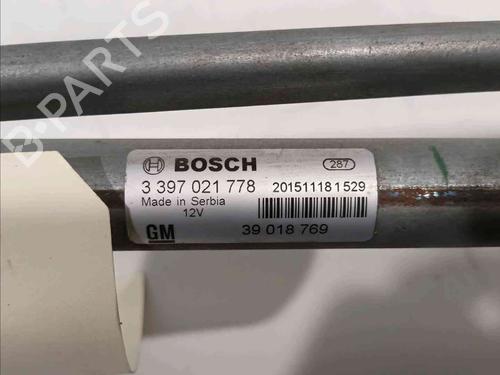 B-PARTS
BOSCH 287
3 397 021 778 201511181529
Made in Serbia
12V
GM 39 018 769